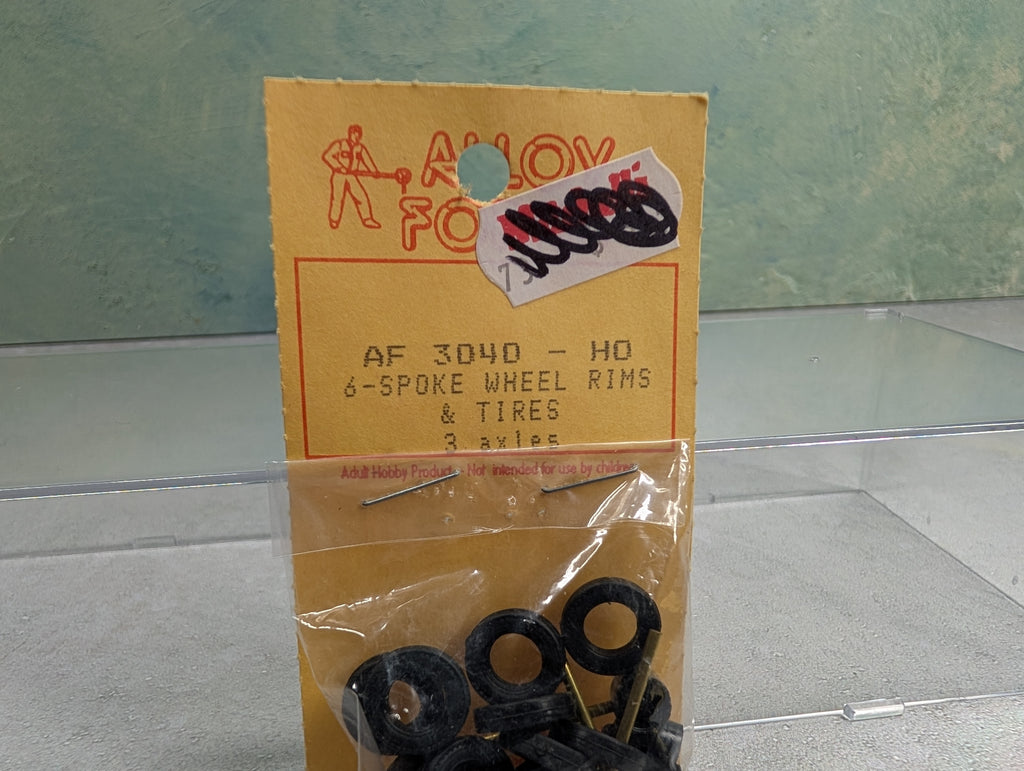 ALLOY
FO
AF 3040 - HO
6-SPOKE WHEEL RIMS
& TIRES
3 axles
Adult Hobby Product - Not intended for use by children